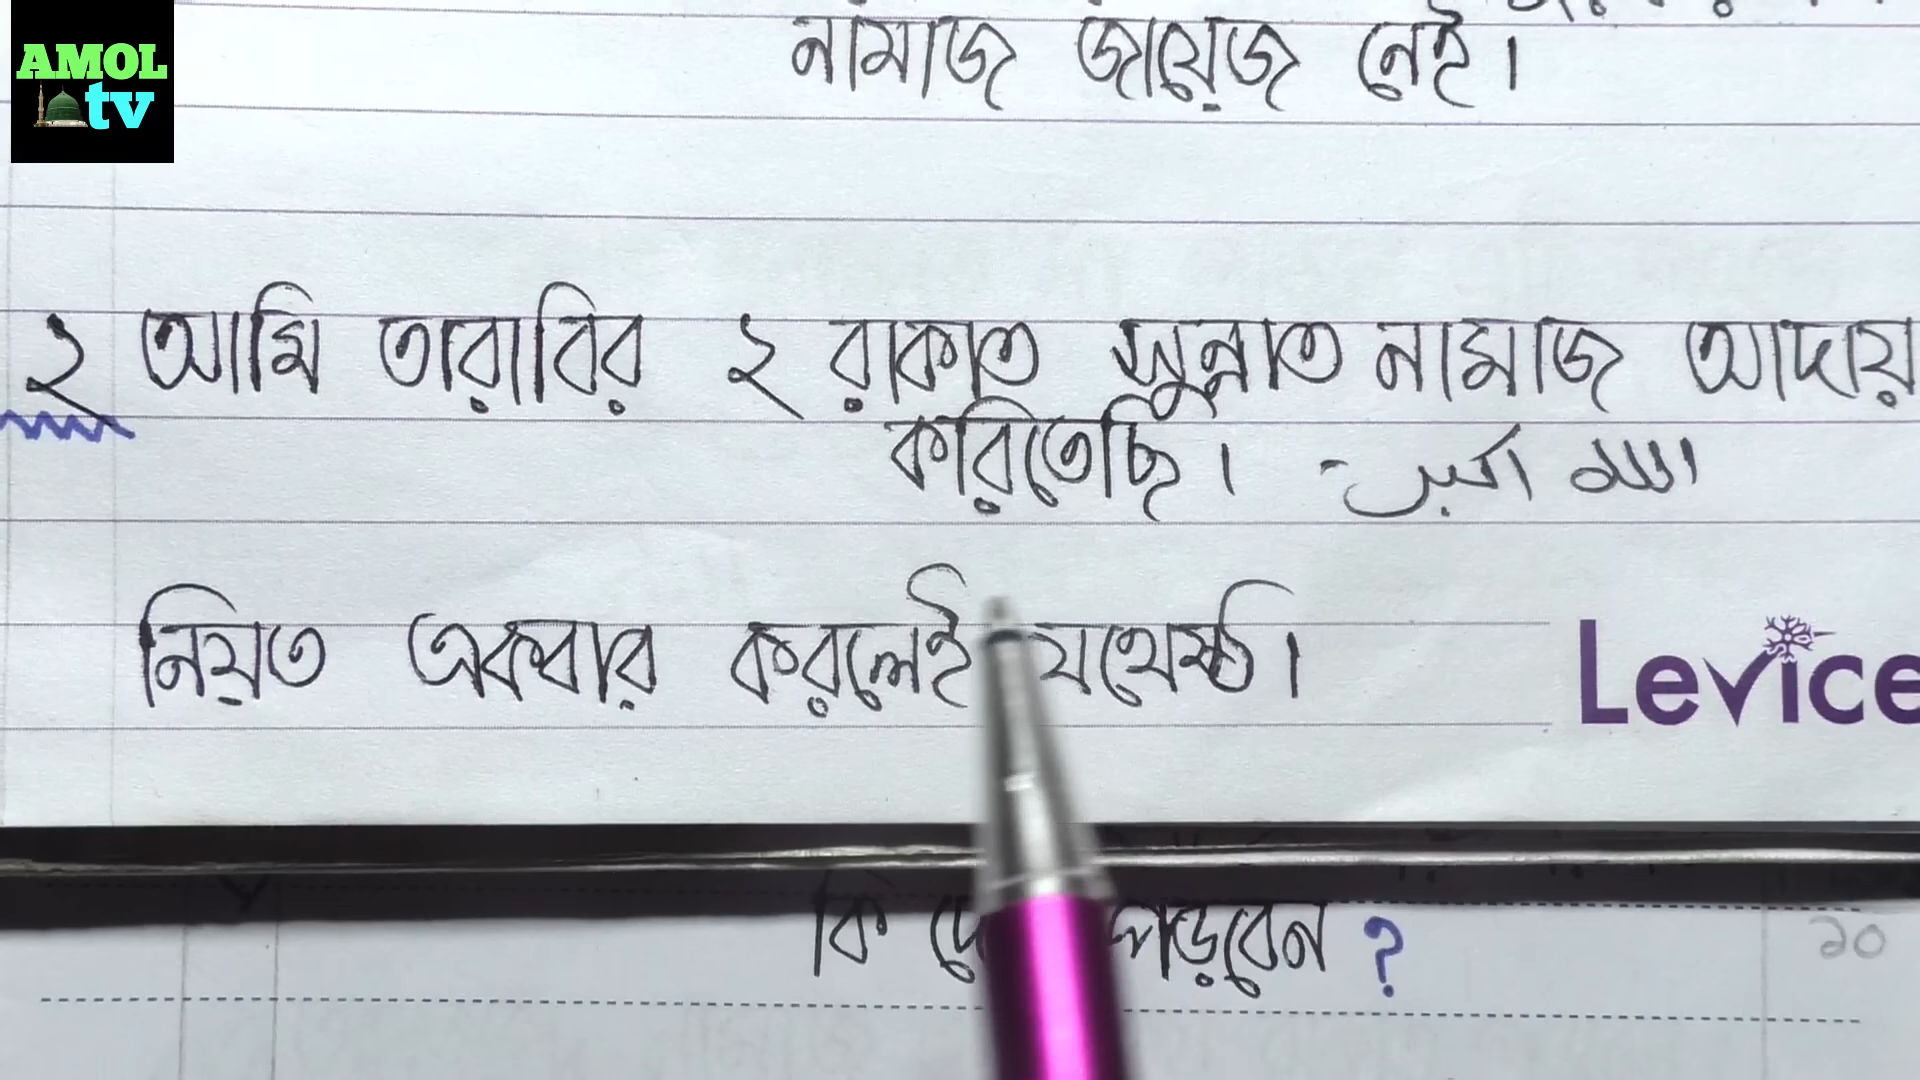 AMOL
tv
নামাজ জায়েজ নেই।
২ আমি তারাবির ২ রাকাত সুন্নাত নামাজ আদায়
করিতেছি। - الله اكبر
নিয়ত একবার করলেই যথেষ্ঠ।
Levice
কি পড়বেন ?
১০